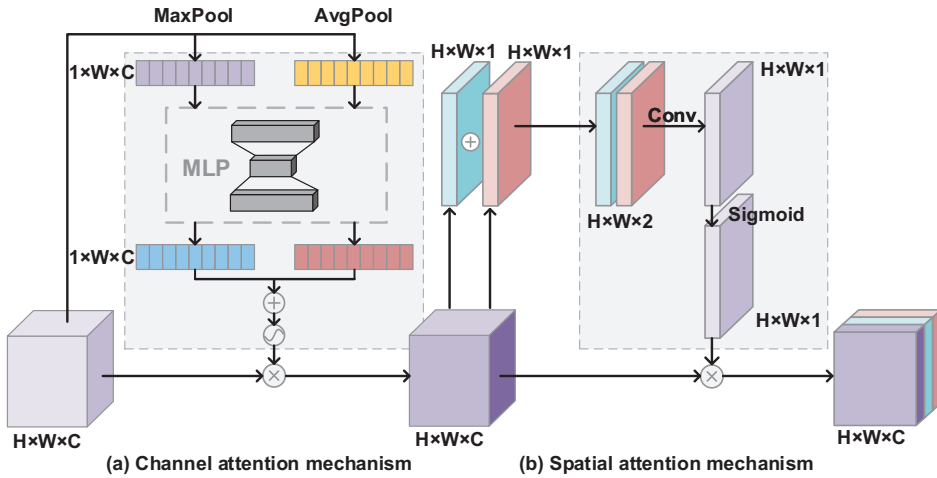 MaxPool
AvgPool
1×W×C
MLP
1×W×C
H×W×C
(a) Channel attention mechanism
H×W×1
H×W×1
H×W×C
H×W×2
Conv
H×W×1
Sigmoid
H×W×1
H×W×C
(b) Spatial attention mechanism